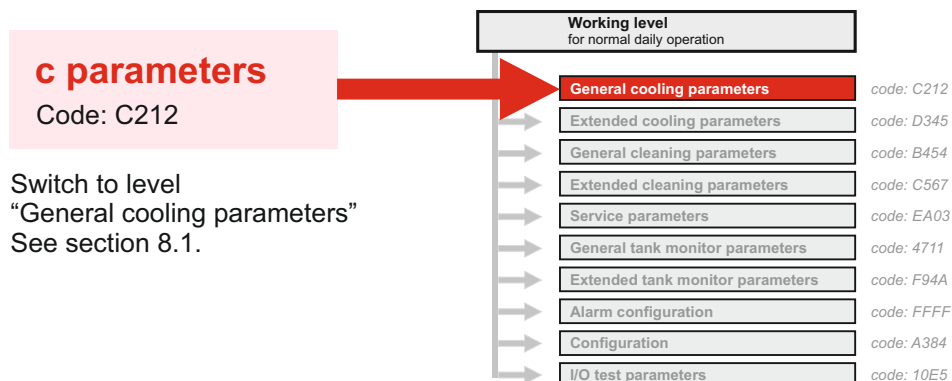 Working level
for normal daily operation
c parameters
Code: C212
Switch to level
“General cooling parameters”
See section 8.1.
General cooling parameters code: C212
Extended cooling parameters code: D345
General cleaning parameters code: B454
Extended cleaning parameters code: C567
Service parameters code: EA03
General tank monitor parameters code: 4711
Extended tank monitor parameters code: F94A
Alarm configuration code: FFFF
Configuration code: A384
I/O test parameters code: 10E5